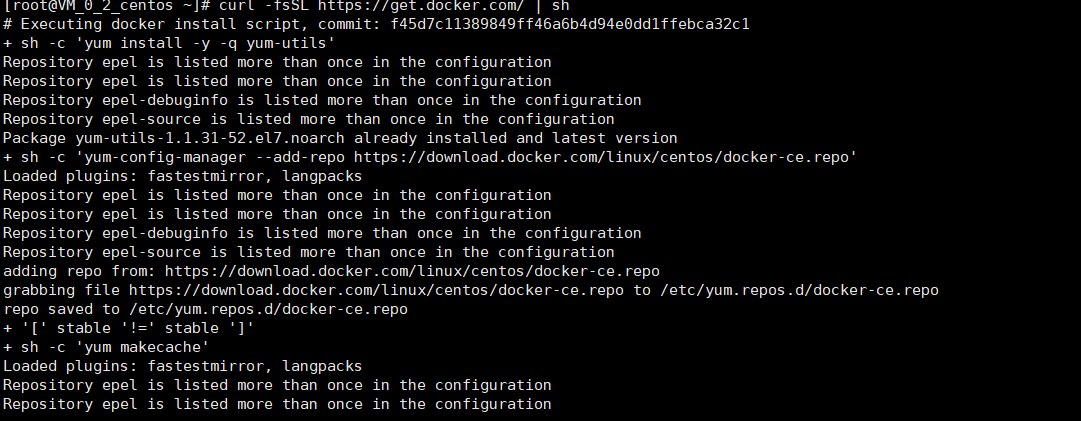 [root@VM_0_2_centos ~]# curl -fsSL https://get.docker.com/ | sh
# Executing docker install script, commit: f45d7c11389849ff46a6b4d94e0dd1ffebca32c1
+ sh -c 'yum install -y -q yum-utils'
Repository epel is listed more than once in the configuration
Repository epel is listed more than once in the configuration
Repository epel-debuginfo is listed more than once in the configuration
Repository epel-source is listed more than once in the configuration
Package yum-utils-1.1.31-52.el7.noarch already installed and latest version
+ sh -c 'yum-config-manager --add-repo https://download.docker.com/linux/centos/docker-ce.repo'
Loaded plugins: fastestmirror, langpacks
Repository epel is listed more than once in the configuration
Repository epel is listed more than once in the configuration
Repository epel-debuginfo is listed more than once in the configuration
Repository epel-source is listed more than once in the configuration
adding repo from: https://download.docker.com/linux/centos/docker-ce.repo
grabbing file https://download.docker.com/linux/centos/docker-ce.repo to /etc/yum.repos.d/docker-ce.repo
repo saved to /etc/yum.repos.d/docker-ce.repo
+ '[' stable '!=' stable ']'
+ sh -c 'yum makecache'
Loaded plugins: fastestmirror, langpacks
Repository epel is listed more than once in the configuration
Repository epel is listed more than once in the configuration